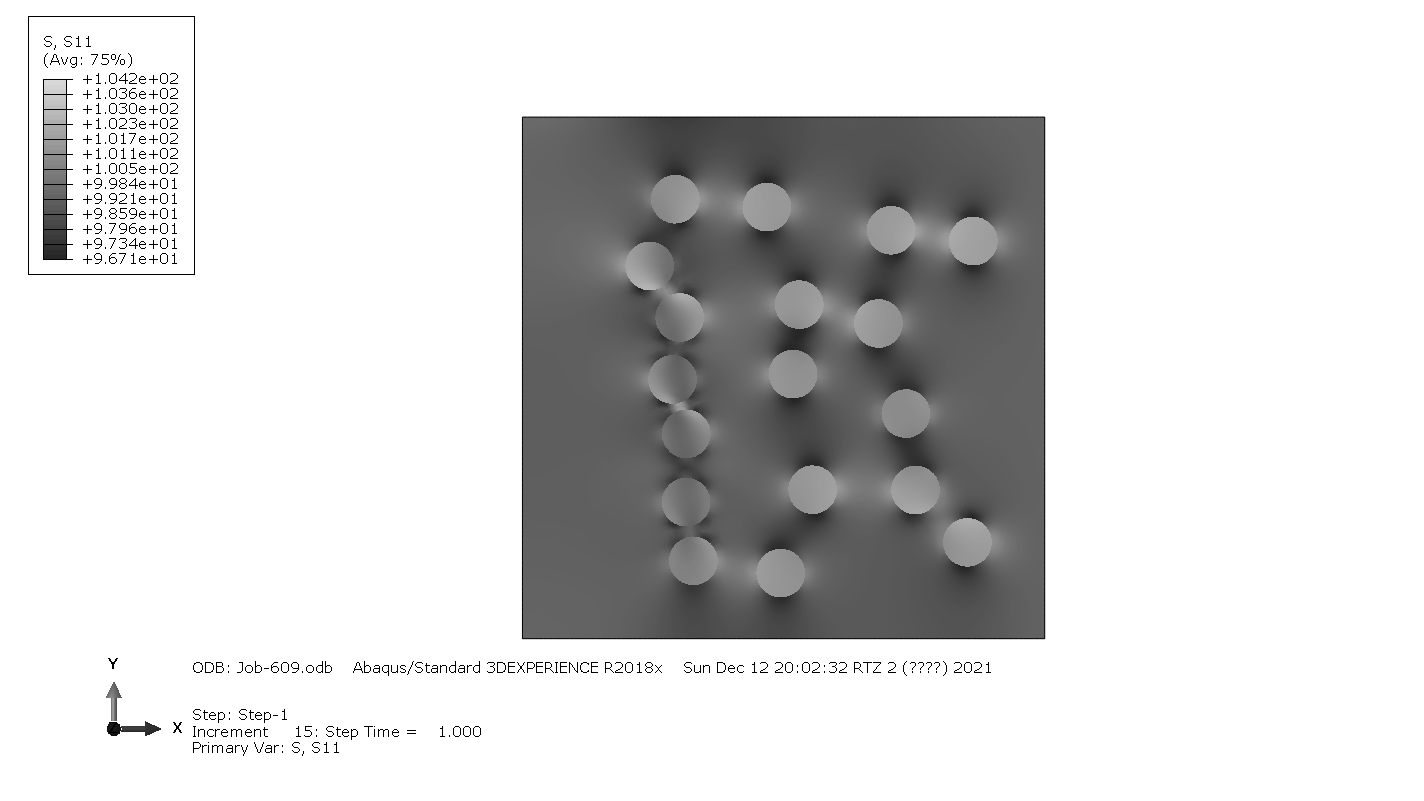 S, S11
(Avg: 75%)
+1.042e+02
+1.036e+02
+1.030e+02
+1.023e+02
+1.017e+02
+1.011e+02
+1.005e+02
+9.984e+01
+9.921e+01
+9.859e+01
+9.796e+01
+9.734e+01
+9.671e+01
Y
X
ODB: Job-609.odb    Abaqus/Standard 3DEXPERIENCE R2018x    Sun Dec 12 20:02:32 RTZ 2 (????) 2021
Step: Step-1
Increment    15: Step Time =    1.000
Primary Var: S, S11